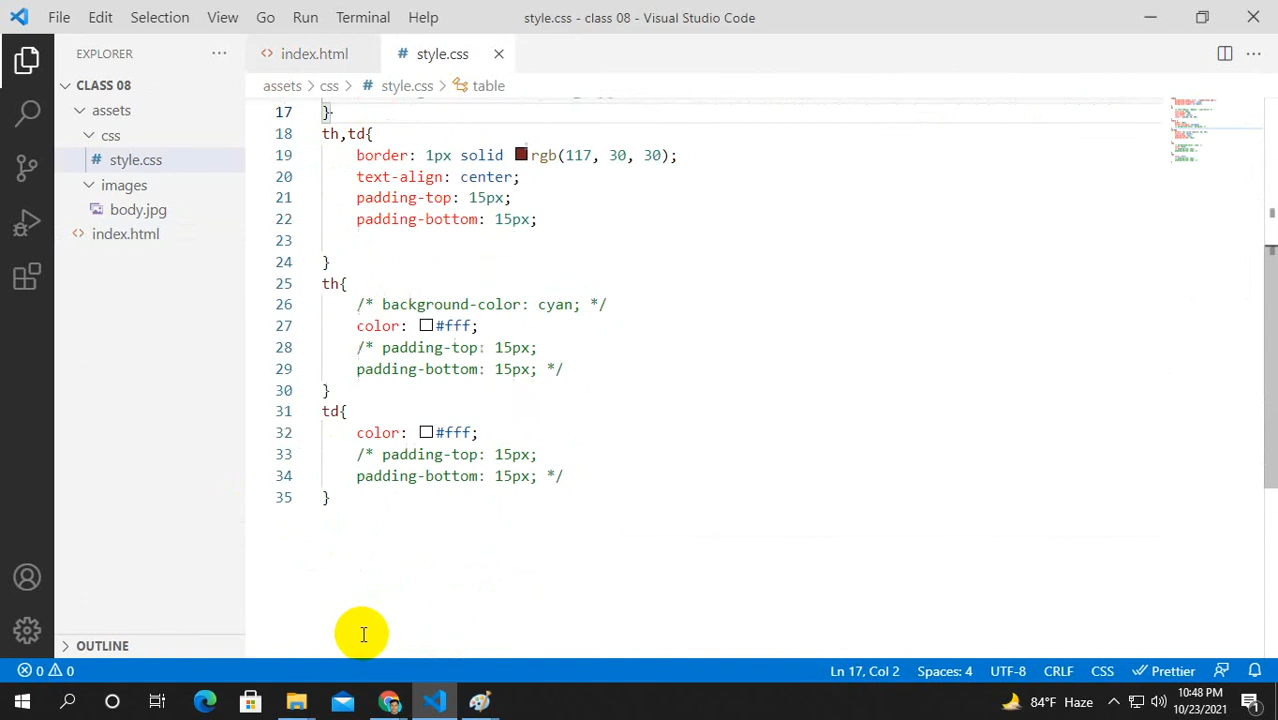 File Edit Selection View Go Run Terminal Help style.css - class 08 - Visual Studio Code
EXPLORER ···
index.html
# style.css
CLASS 08
assets
css
# style.css
images
body.jpg
index.html
OUTLINE
assets > css > # style.css > table
17 }
18 th,td{
19 border: 1px solid rgb(117, 30, 30);
20 text-align: center;
21 padding-top: 15px;
22 padding-bottom: 15px;
23
24 }
25 th{
26 /* background-color: cyan; */
27 color: #fff;
28 /* padding-top: 15px;
29 padding-bottom: 15px; */
30 }
31 td{
32 color: #fff;
33 /* padding-top: 15px;
34 padding-bottom: 15px; */
35 }
0 0 Ln 17, Col 2 Spaces: 4 UTF-8 CRLF CSS Prettier
84°F Haze
10:48 PM
10/23/2021
1